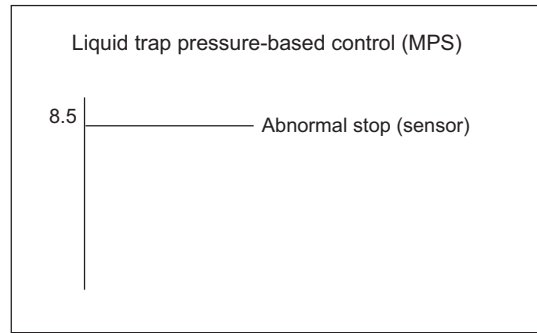 Liquid trap pressure-based control (MPS)
8.5
Abnormal stop (sensor)